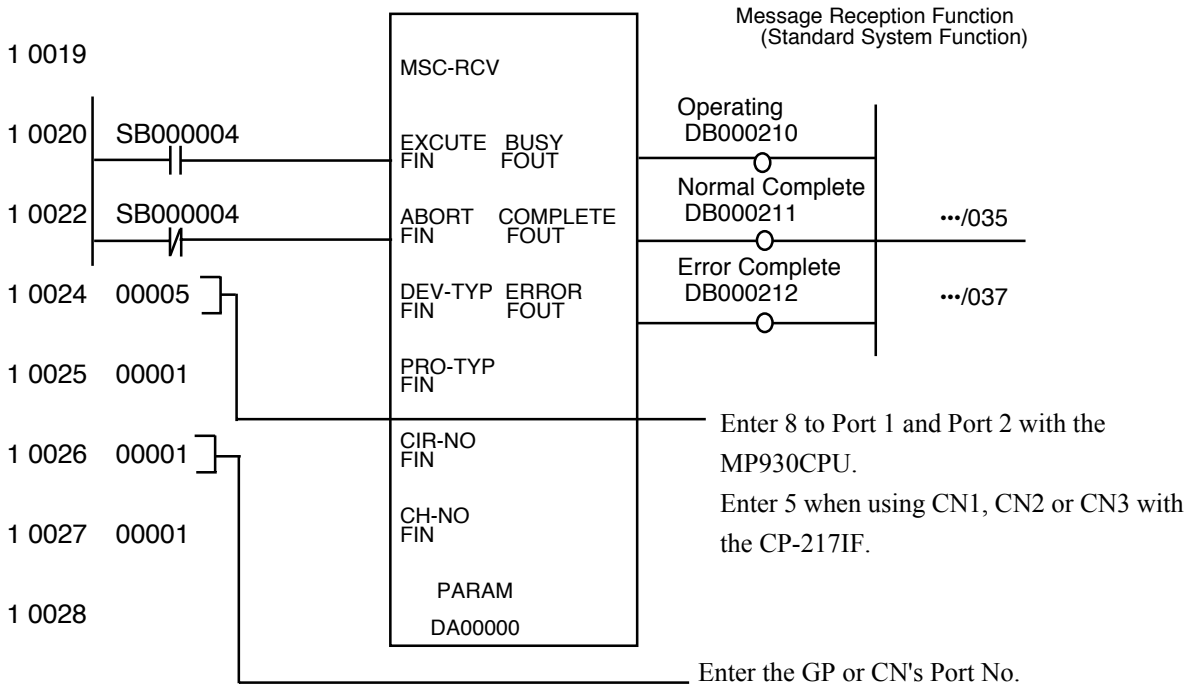 Message Reception Function
(Standard System Function)
1 0019
MSC-RCV
Operating
1 0020 SB000004 EXCUTE BUSY DB000210
FIN FOUT
Normal Complete
1 0022 SB000004 ABORT COMPLETE DB000211 •••/035
FIN FOUT
Error Complete
1 0024 00005 DEV-TYP ERROR DB000212 •••/037
FIN FOUT
1 0025 00001 PRO-TYP
FIN
Enter 8 to Port 1 and Port 2 with the
MP930CPU.
Enter 5 when using CN1, CN2 or CN3 with
the CP-217IF.
1 0026 00001 CIR-NO
FIN
1 0027 00001 CH-NO
FIN
PARAM
1 0028 DA00000
Enter the GP or CN's Port No.